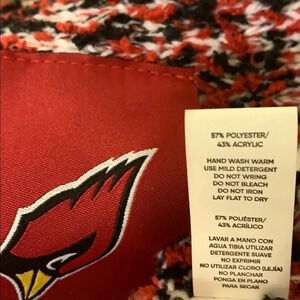 57% POLYESTER/
43% ACRYLIC
HAND WASH WARM
USE MILD DETERGENT
DO NOT WRING
DO NOT BLEACH
DO NOT IRON
LAY FLAT TO DRY
57% POLIÉSTER/
43% ACRÍLICO
LAVAR A MANO CON
AGUA TIBIA UTILIZAR
DETERGENTE SUAVE
NO EXPRIMIR
NO UTILIZAR CLORO (LEJÍA)
NO PLANCHAR
PONGA EN PLANO
PARA SECAR